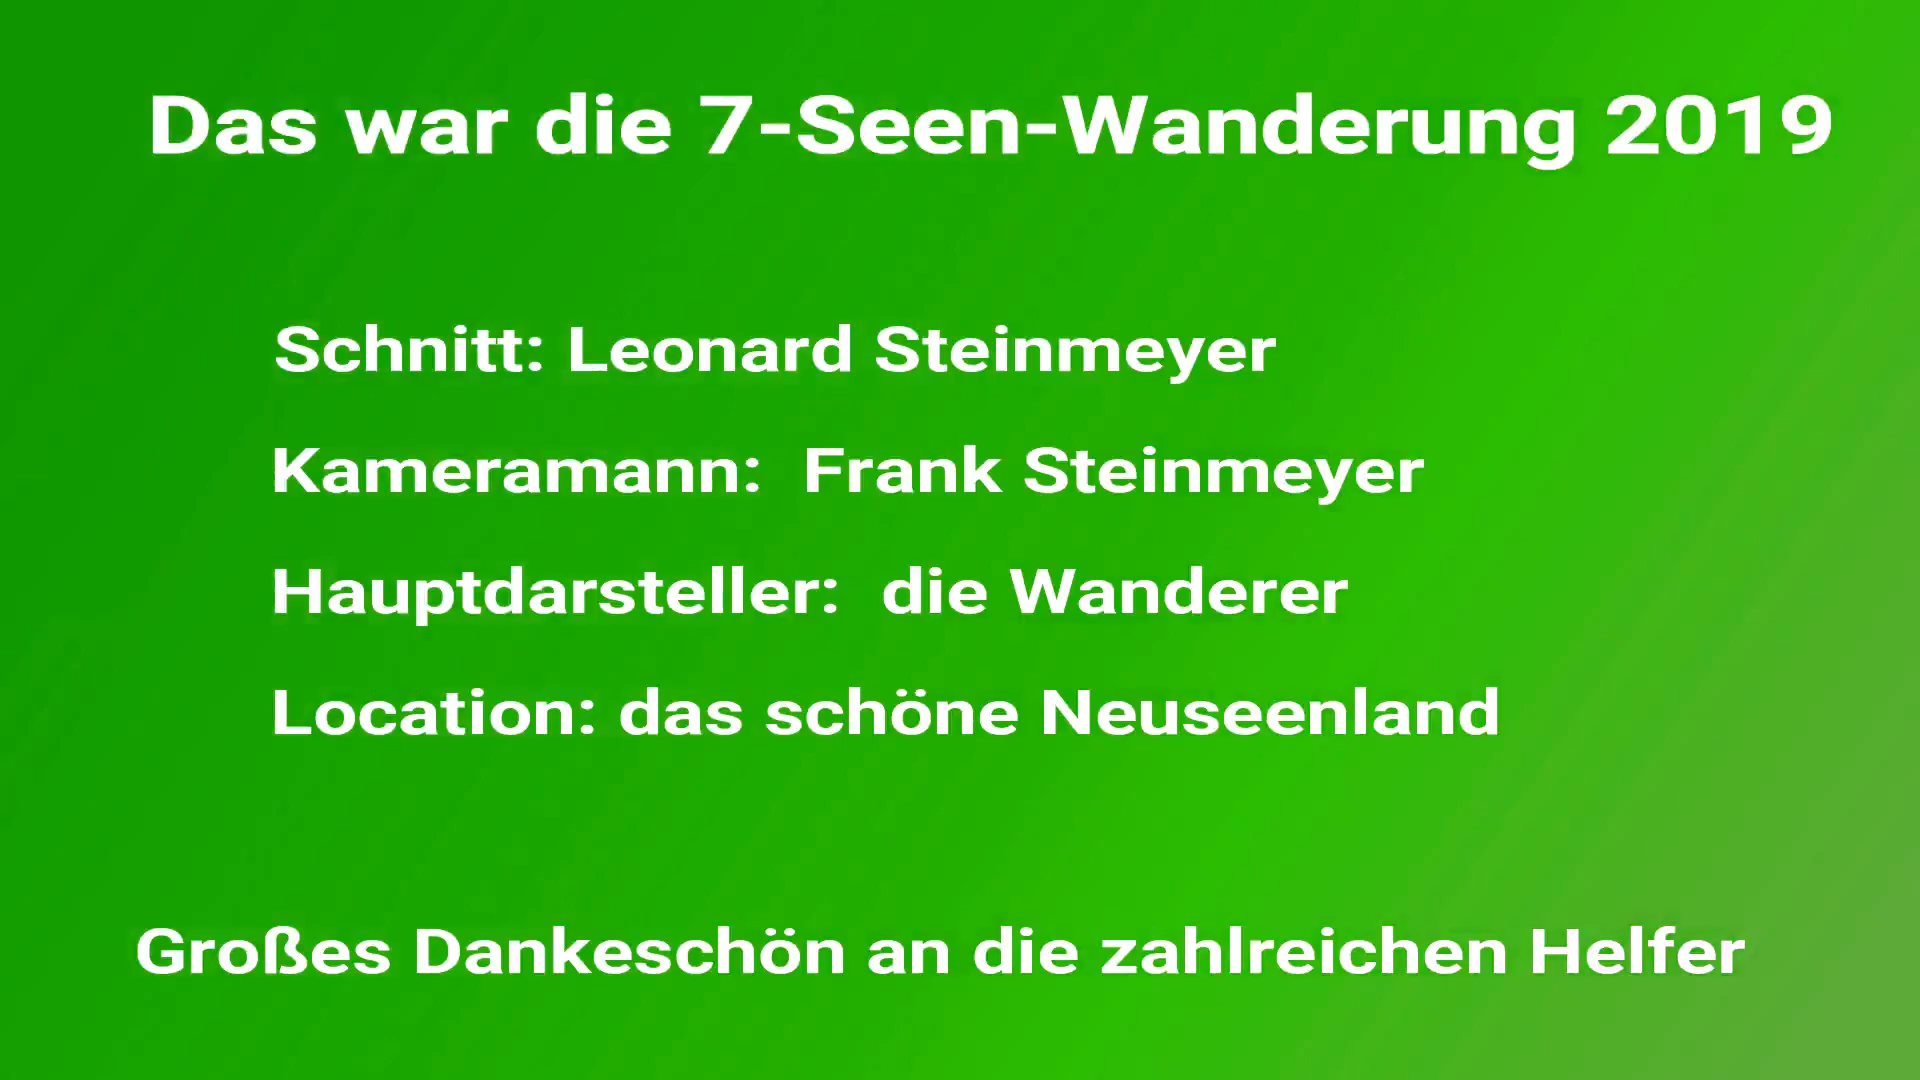 Das war die 7-Seen-Wanderung 2019
Schnitt: Leonard Steinmeyer
Kameramann:  Frank Steinmeyer
Hauptdarsteller:  die Wanderer
Location: das schöne Neuseenland
Großes Dankeschön an die zahlreichen Helfer